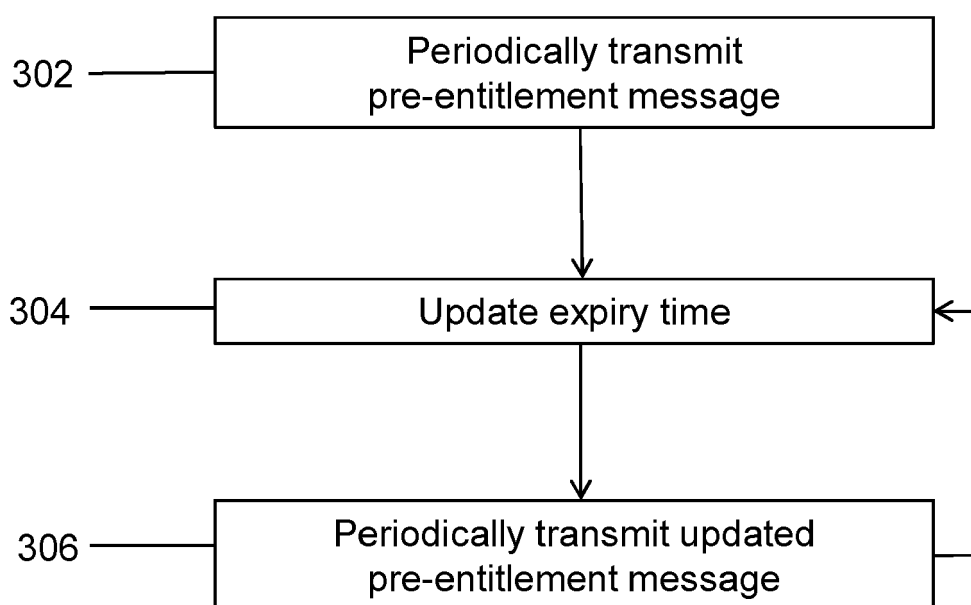 302
Periodically transmit
pre-entitlement message
304
Update expiry time
306
Periodically transmit updated
pre-entitlement message